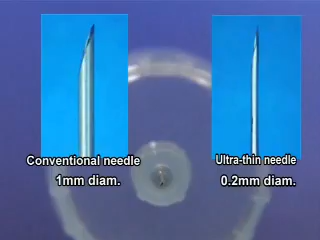 Conventional needle
1mm diam.
Ultra-thin needle
0.2mm diam.